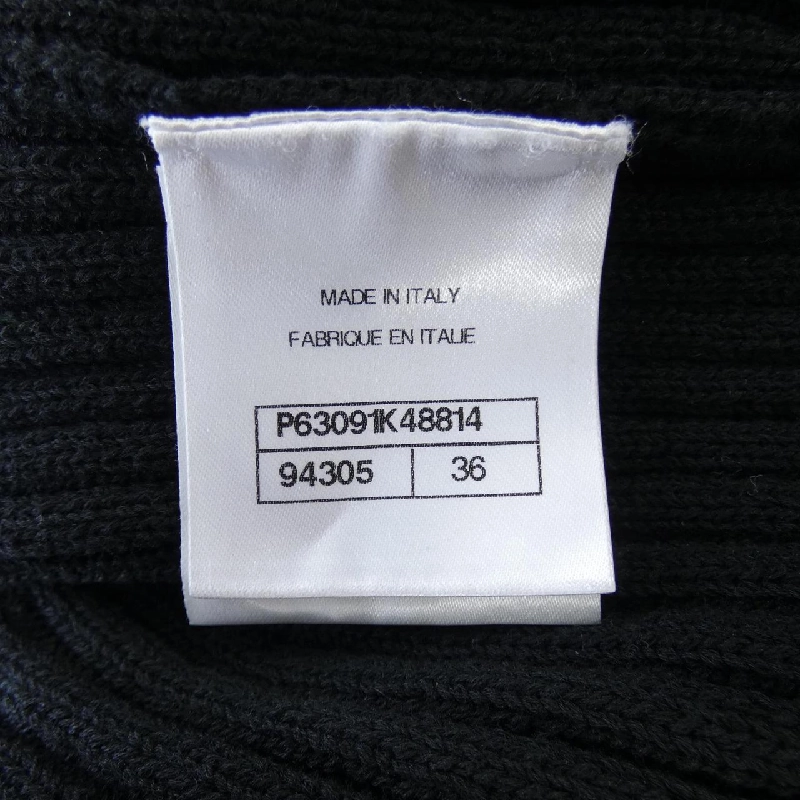 MADE IN ITALY
FABRIQUE EN ITALIE
P63091K48814
94305 36